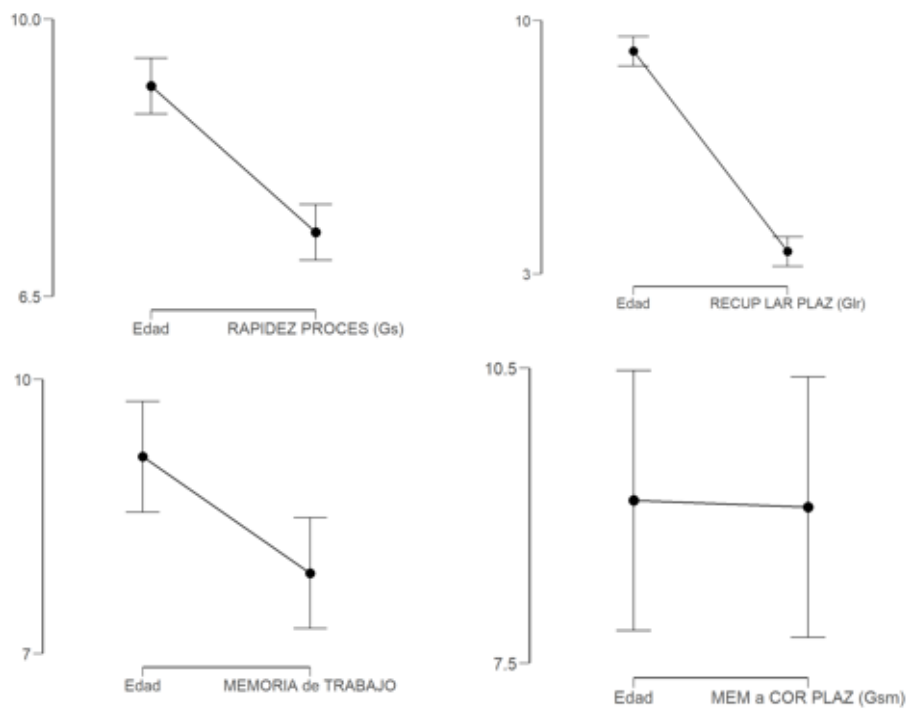 10.0
6.5
Edad RAPIDEZ PROCES (Gs)
10
3
Edad RECUP LAR PLAZ (Glr)
10
7
Edad MEMORIA de TRABAJO
10.5
7.5
Edad MEM a COR PLAZ (Gsm)